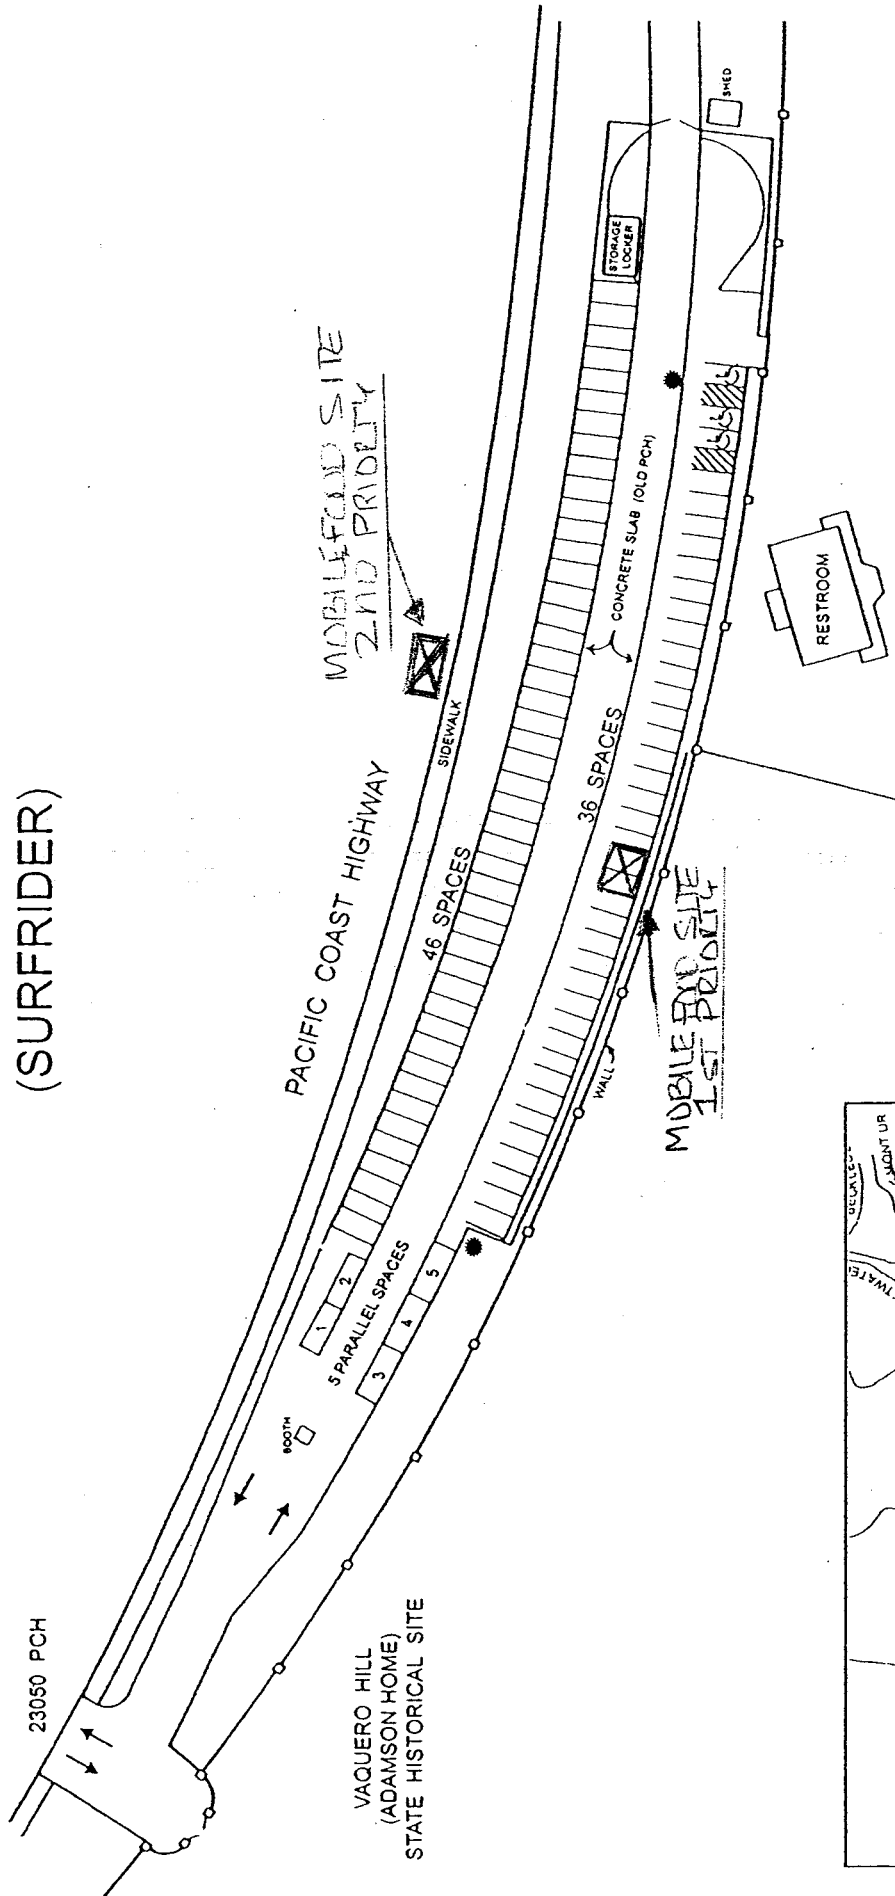 (SURFRIDER)
23050 PCH
PACIFIC COAST HIGHWAY
MOBILE FOOD SITE
2ND PRIORITY
SIDEWALK
46 SPACES
STORAGE
LOCKER
SHED
CONCRETE SLAB (OLD PCH)
36 SPACES
1
2
5 PARALLEL SPACES
3
4
5
BOOTH
MOBILE FOOD SITE
1ST PRIORITY
WALL
RESTROOM
VAQUERO HILL
(ADAMSON HOME)
STATE HISTORICAL SITE